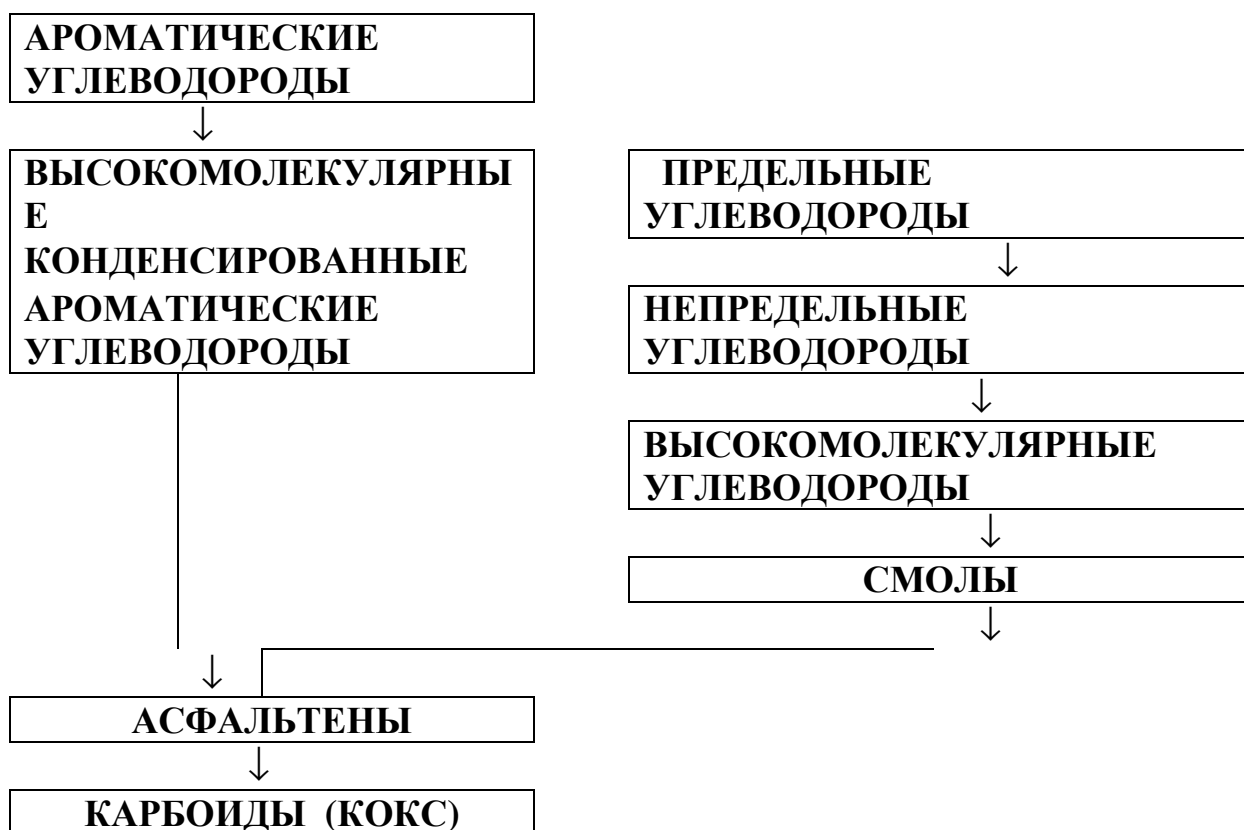 АРОМАТИЧЕСКИЕ
УГЛЕВОДОРОДЫ
↓
ВЫСОКОМОЛЕКУЛЯРНЫ
Е
КОНДЕНСИРОВАННЫЕ
АРОМАТИЧЕСКИЕ
УГЛЕВОДОРОДЫ
ПРЕДЕЛЬНЫЕ
УГЛЕВОДОРОДЫ
↓
НЕПРЕДЕЛЬНЫЕ
УГЛЕВОДОРОДЫ
↓
ВЫСОКОМОЛЕКУЛЯРНЫЕ
УГЛЕВОДОРОДЫ
↓
СМОЛЫ
↓
↓
АСФАЛЬТЕНЫ
↓
КАРБОИДЫ (КОКС)